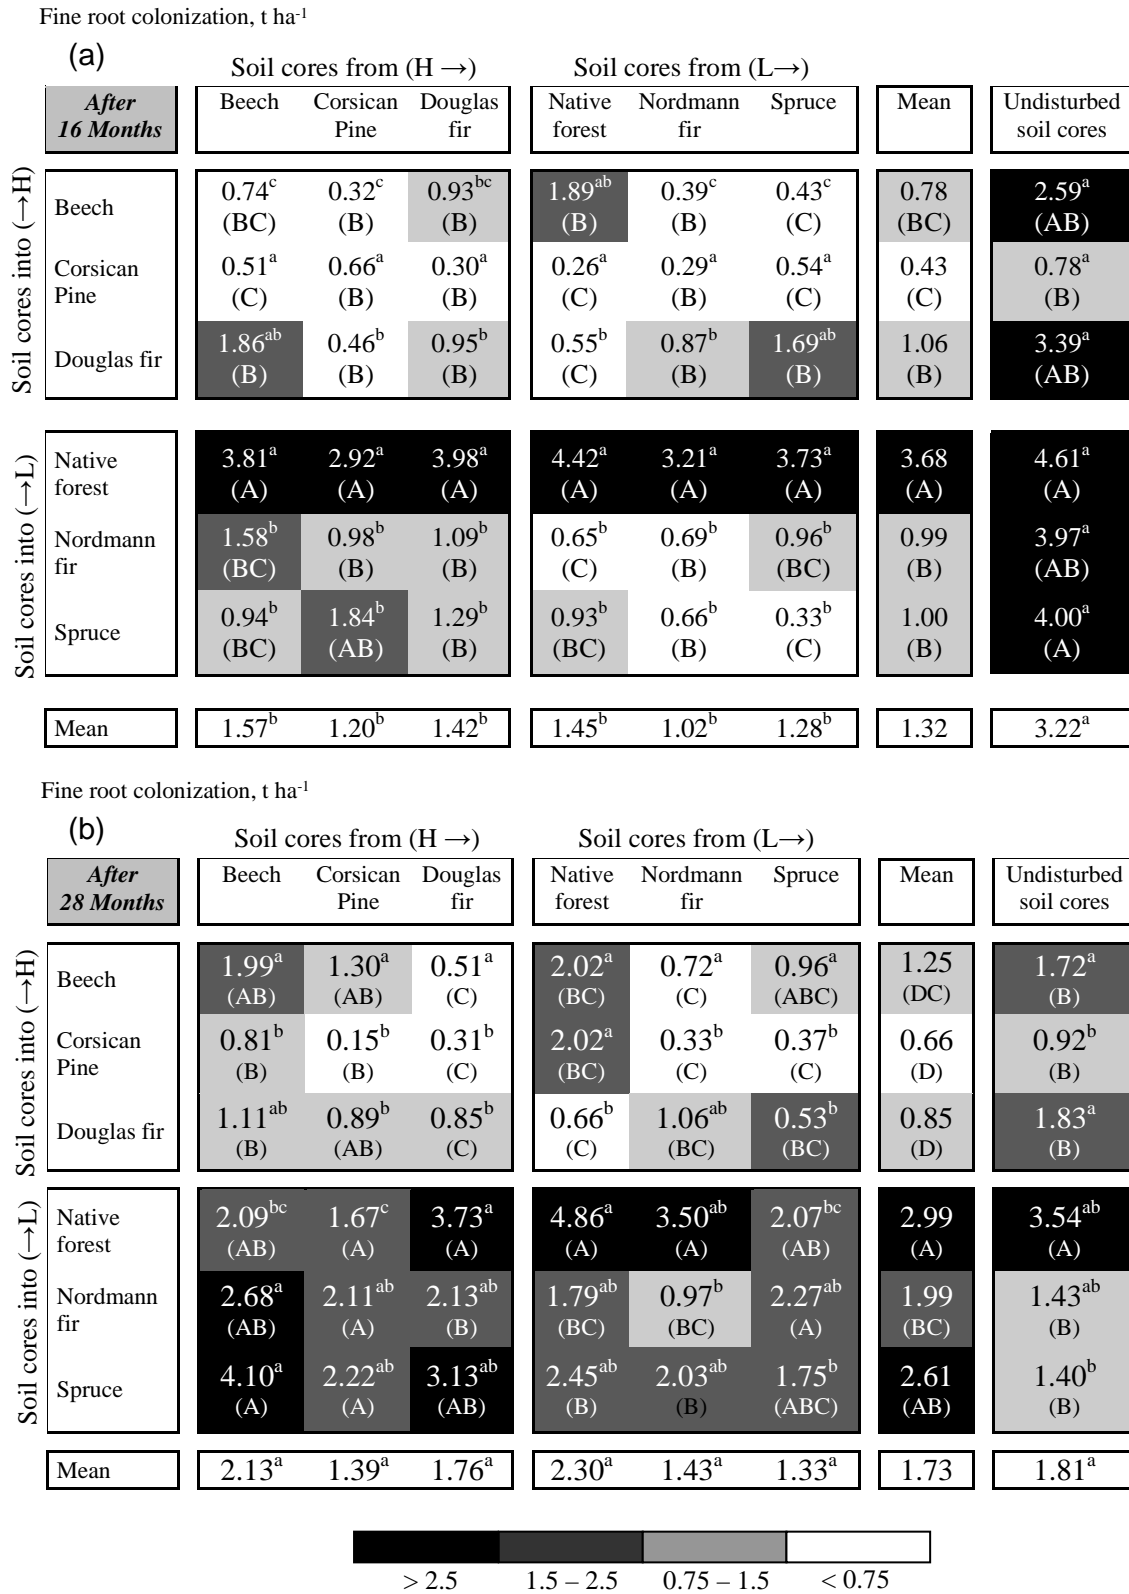 Fine root colonization, t ha⁻¹
(a)
Soil cores from (H →) Soil cores from (L→)
After Beech Corsican Douglas Native Nordmann Spruce Mean Undisturbed
16 Months Pine fir forest fir soil cores
Soil cores into (→H)
Beech 0.74ᶜ 0.32ᶜ 0.93ᵇᶜ 1.89ᵃᵇ 0.39ᶜ 0.43ᶜ 0.78 2.59ᵃ
(BC) (B) (B) (B) (B) (C) (BC) (AB)
Corsican 0.51ᵃ 0.66ᵃ 0.30ᵃ 0.26ᵃ 0.29ᵃ 0.54ᵃ 0.43 0.78ᵃ
Pine (C) (B) (B) (C) (B) (C) (C) (B)
Douglas fir 1.86ᵃᵇ 0.46ᵇ 0.95ᵇ 0.55ᵇ 0.87ᵇ 1.69ᵃᵇ 1.06 3.39ᵃ
(B) (B) (B) (C) (B) (B) (B) (AB)
Soil cores into (→L)
Native 3.81ᵃ 2.92ᵃ 3.98ᵃ 4.42ᵃ 3.21ᵃ 3.73ᵃ 3.68 4.61ᵃ
forest (A) (A) (A) (A) (A) (A) (A) (A)
Nordmann 1.58ᵇ 0.98ᵇ 1.09ᵇ 0.65ᵇ 0.69ᵇ 0.96ᵇ 0.99 3.97ᵃ
fir (BC) (B) (B) (C) (B) (BC) (B) (AB)
Spruce 0.94ᵇ 1.84ᵇ 1.29ᵇ 0.93ᵇ 0.66ᵇ 0.33ᵇ 1.00 4.00ᵃ
(BC) (AB) (B) (BC) (B) (C) (B) (A)
Mean 1.57ᵇ 1.20ᵇ 1.42ᵇ 1.45ᵇ 1.02ᵇ 1.28ᵇ 1.32 3.22ᵃ
Fine root colonization, t ha⁻¹
(b)
Soil cores from (H →) Soil cores from (L→)
After Beech Corsican Douglas Native Nordmann Spruce Mean Undisturbed
28 Months Pine fir forest fir soil cores
Soil cores into (→H)
Beech 1.99ᵃ 1.30ᵃ 0.51ᵃ 2.02ᵃ 0.72ᵃ 0.96ᵃ 1.25 1.72ᵃ
(AB) (AB) (C) (BC) (C) (ABC) (DC) (B)
Corsican 0.81ᵇ 0.15ᵇ 0.31ᵇ 2.02ᵃ 0.33ᵇ 0.37ᵇ 0.66 0.92ᵇ
Pine (B) (B) (C) (BC) (C) (C) (D) (B)
Douglas fir 1.11ᵃᵇ 0.89ᵇ 0.85ᵇ 0.66ᵇ 1.06ᵃᵇ 0.53ᵇ 0.85 1.83ᵃ
(B) (AB) (C) (C) (BC) (BC) (D) (B)
Soil cores into (→L)
Native 2.09ᵇᶜ 1.67ᶜ 3.73ᵃ 4.86ᵃ 3.50ᵃᵇ 2.07ᵇᶜ 2.99 3.54ᵃᵇ
forest (AB) (A) (A) (A) (A) (AB) (A) (A)
Nordmann 2.68ᵃ 2.11ᵃᵇ 2.13ᵃᵇ 1.79ᵃᵇ 0.97ᵇ 2.27ᵃᵇ 1.99 1.43ᵃᵇ
fir (AB) (A) (B) (BC) (BC) (A) (BC) (B)
Spruce 4.10ᵃ 2.22ᵃᵇ 3.13ᵃᵇ 2.45ᵃᵇ 2.03ᵃᵇ 1.75ᵇ 2.61 1.40ᵇ
(A) (A) (AB) (B) (B) (ABC) (AB) (B)
Mean 2.13ᵃ 1.39ᵃ 1.76ᵃ 2.30ᵃ 1.43ᵃ 1.33ᵃ 1.73 1.81ᵃ
> 2.5 1.5 – 2.5 0.75 – 1.5 < 0.75